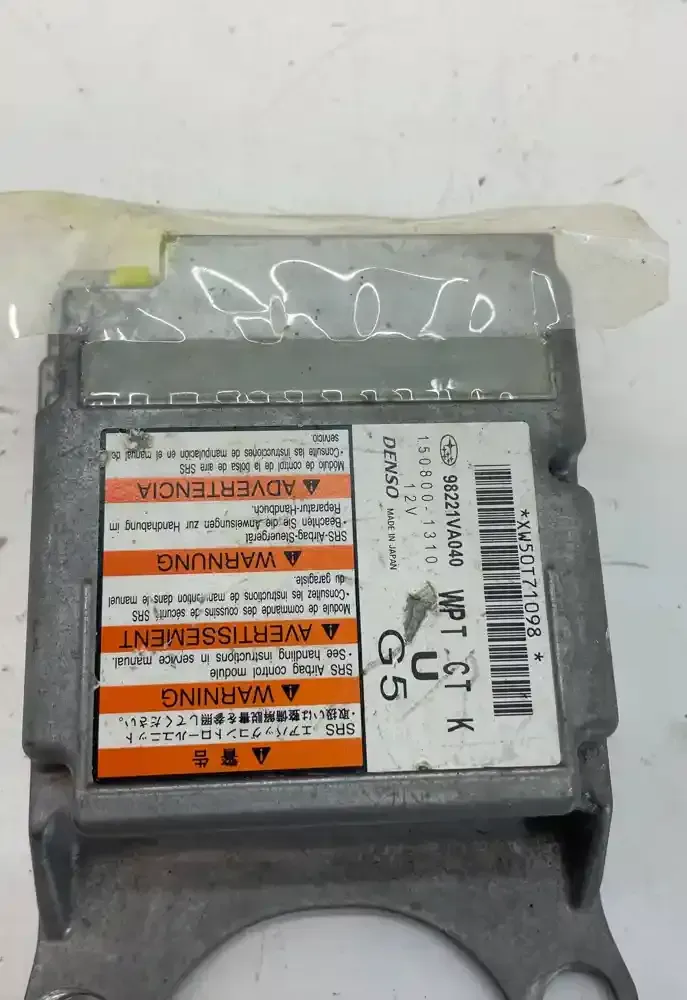 警告
SRS エアバッグコントロールユニット
・取扱いは整備解説書を参照してください。
WARNING
SRS Airbag control module
・See handling instructions in service manual.
AVERTISSEMENT
Module de commande des coussins de sécurité SRS
・Consultez les instructions de manutention dans le manuel
du garagiste.
WARNUNG
SRS-Airbag-Steuergerät
・Beachten Sie die Anweisungen zur Handhabung im
Reparatur-Handbuch.
ADVERTENCIA
Módulo de control de la bolsa de aire SRS
・Consulte las instrucciones de manipulación en el manual de
servicio.
*XW50T71098*
98221VA040 WPT CT K
150800-1310 U
12V
DENSO MADE IN JAPAN G5